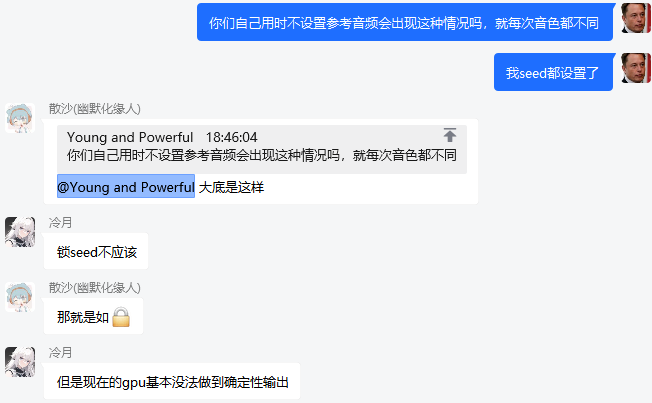 你们自己用时不设置参考音频会出现这种情况吗，就每次音色都不同
我seed都设置了
散沙(幽默化缘人)
Young and Powerful 18:46:04
你们自己用时不设置参考音频会出现这种情况吗，就每次音色都不同
@Young and Powerful 大底是这样
冷月
锁seed不应该
散沙(幽默化缘人)
那就是如🔒
冷月
但是现在的gpu基本没法做到确定性输出